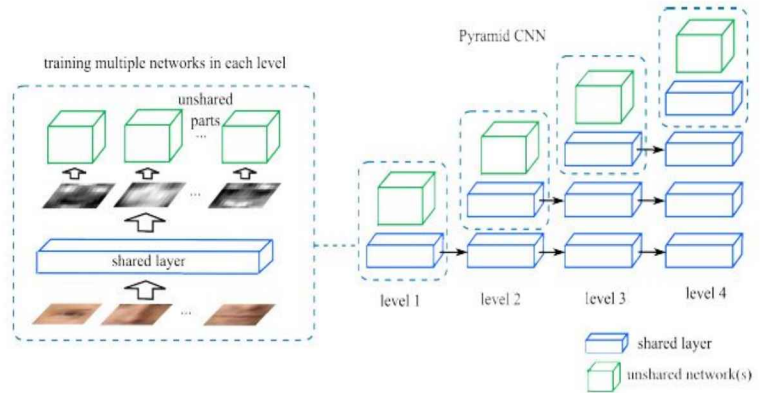 Pyramid CNN
training multiple networks in each level
unshared
parts
...
...
shared layer
...
level 1
level 2
level 3
level 4
shared layer
unshared network(s)